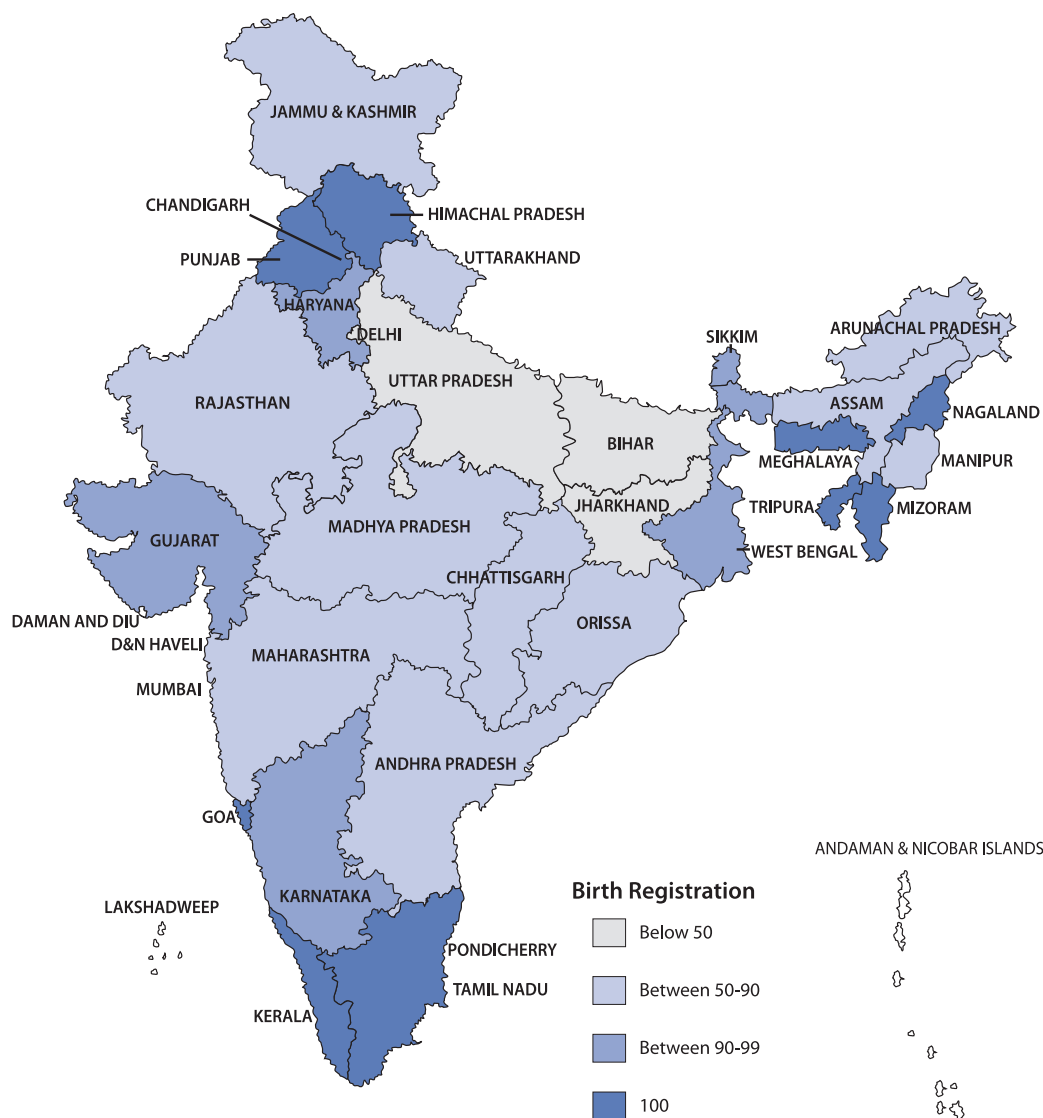 JAMMU & KASHMIR
CHANDIGARH
HIMACHAL PRADESH
PUNJAB
UTTARAKHAND
HARYANA
DELHI
SIKKIM
ARUNACHAL PRADESH
UTTAR PRADESH
RAJASTHAN
ASSAM
NAGALAND
BIHAR
MEGHALAYA
MANIPUR
JHARKHAND
TRIPURA
MIZORAM
MADHYA PRADESH
GUJARAT
WEST BENGAL
CHHATTISGARH
DAMAN AND DIU
ORISSA
D&N HAVELI
MAHARASHTRA
MUMBAI
ANDHRA PRADESH
GOA
ANDAMAN & NICOBAR ISLANDS
KARNATAKA
LAKSHADWEEP
PONDICHERRY
TAMIL NADU
KERALA
Birth Registration
Below 50
Between 50-90
Between 90-99
100